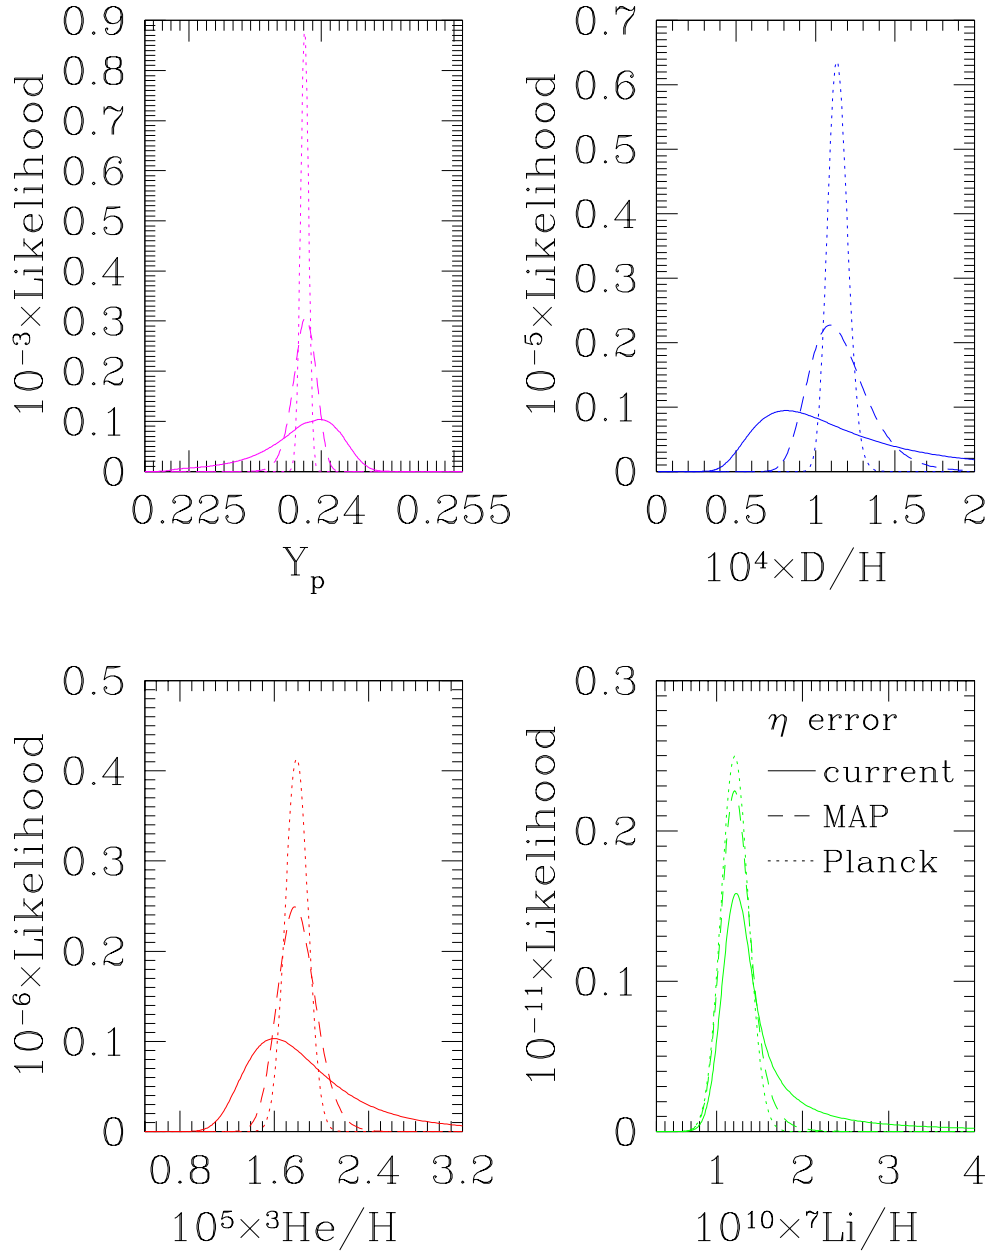 10⁻³×Likelihood
0.9
0.8
0.7
0.6
0.5
0.4
0.3
0.2
0.1
0
0.225 0.24 0.255
Y_p
10⁻⁵×Likelihood
0.7
0.6
0.5
0.4
0.3
0.2
0.1
0
0 0.5 1 1.5 2
10⁴×D/H
10⁻⁶×Likelihood
0.5
0.4
0.3
0.2
0.1
0
0.8 1.6 2.4 3.2
10⁵×³He/H
10⁻¹¹×Likelihood
0.3
0.2
0.1
0
η error
current
MAP
Planck
1 2 3 4
10¹⁰×⁷Li/H